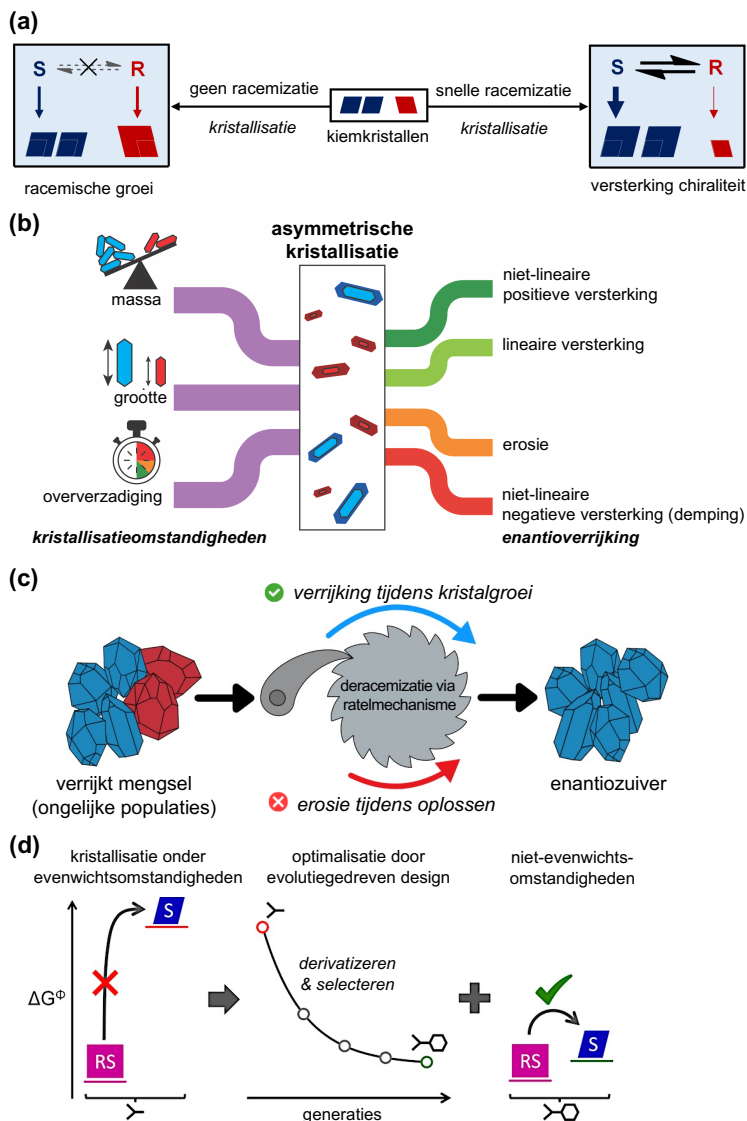 (a)
S R
geen racemizatie
kristallisatie
kiemkristallen
snelle racemizatie
kristallisatie
S R
racemische groei
versterking chiraliteit
(b)
asymmetrische
kristallisatie
massa
grootte
oververzadiging
kristallisatieomstandigheden
niet-lineaire
positieve versterking
lineaire versterking
erosie
niet-lineaire
negatieve versterking (demping)
enantioverrijking
(c)
verrijking tijdens kristalgroei
deracemizatie via
ratelmechanisme
verrijkt mengsel
(ongelijke populaties)
erosie tijdens oplossen
enantiozuiver
(d)
kristallisatie onder
evenwichtsomstandigheden
optimalisatie door
evolutiegedreven design
niet-evenwichts-
omstandigheden
S
ΔG^Φ
RS
derivatizeren
& selecteren
generaties
RS
S